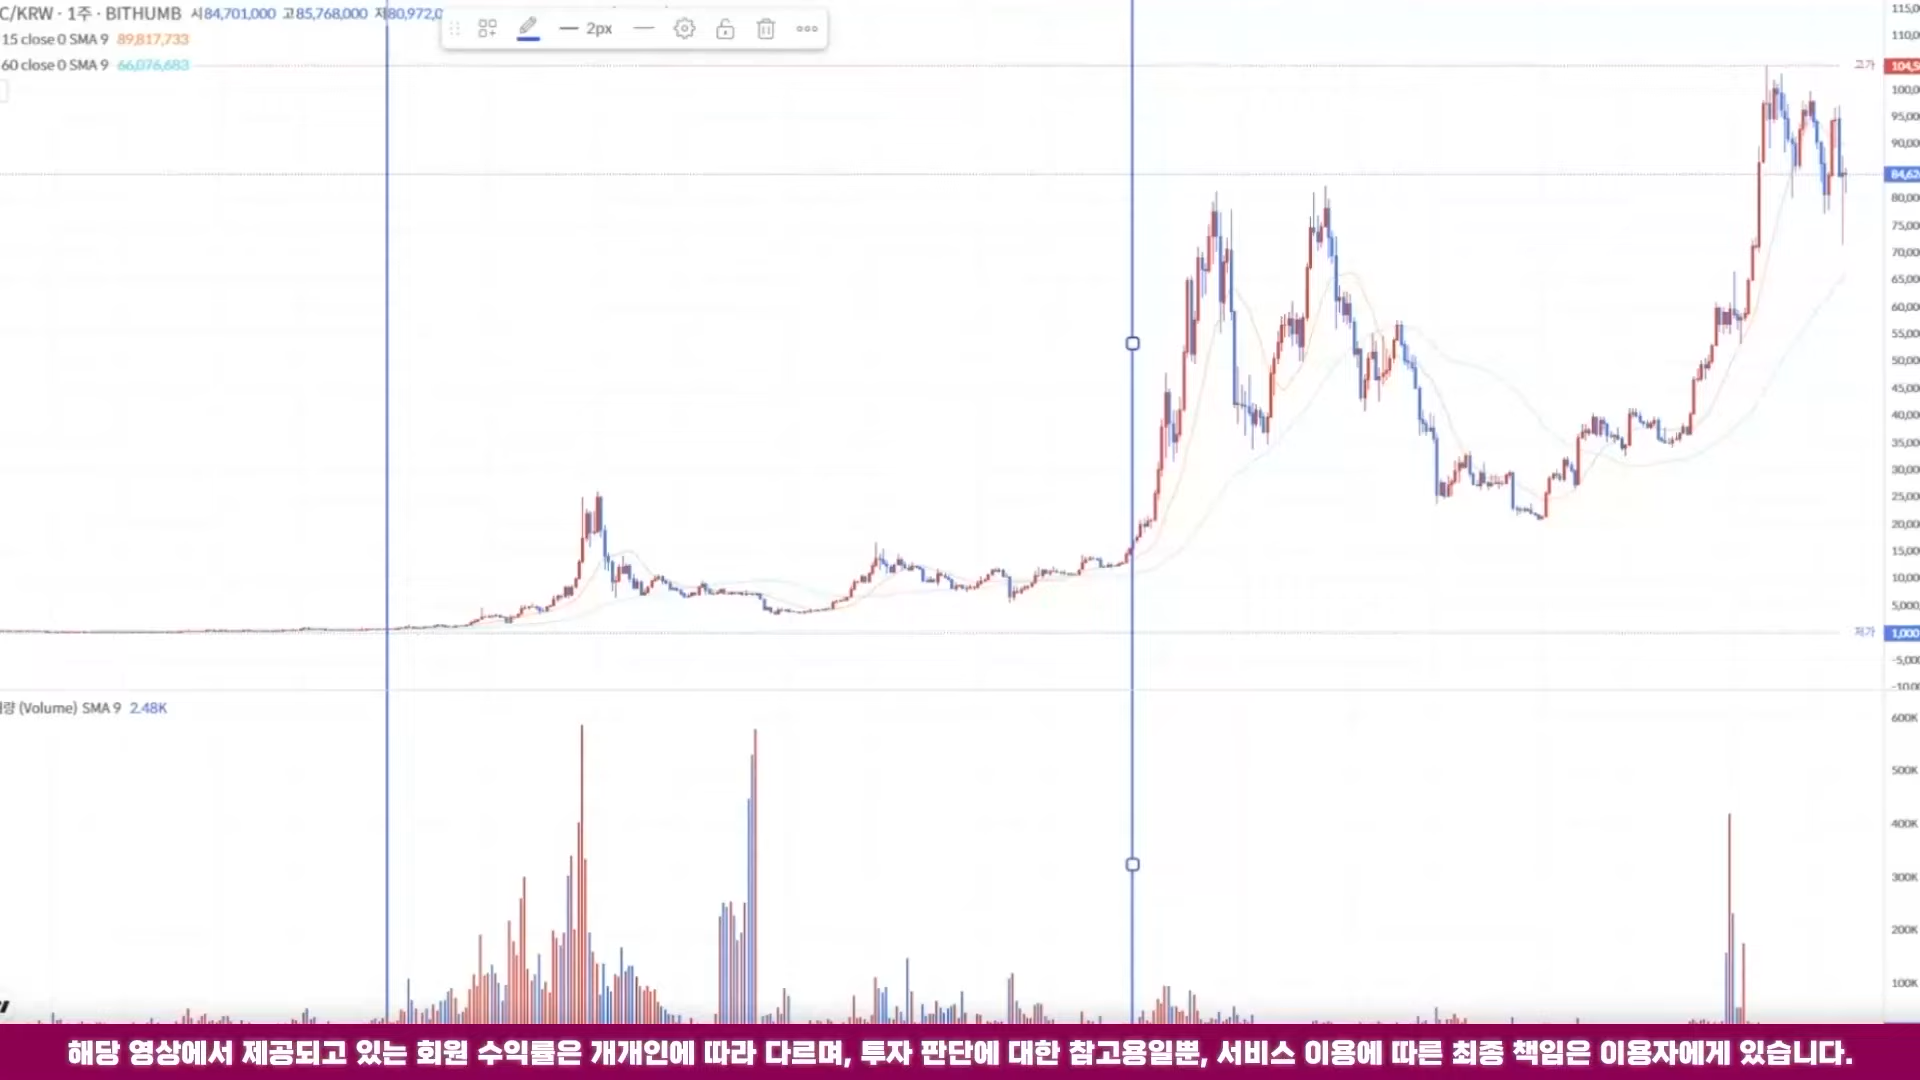 C/KRW · 1주 · BITHUMB 시84,701,000 고85,768,000 저80,972,0
15 close 0 SMA 9 89,817,733
60 close 0 SMA 9 66,076,683
2px
115,0
110,0
고가 104,5
100,0
95,00
90,00
84,62
80,00
75,00
70,00
65,00
60,00
55,00
50,00
45,00
40,00
35,00
30,00
25,00
20,00
15,00
10,00
5,000
저가 1,000
-5,00
-10,00
량 (Volume) SMA 9 2.48K
600K
500K
400K
300K
200K
100K
해당 영상에서 제공되고 있는 회원 수익률은 개개인에 따라 다르며, 투자 판단에 대한 참고용일뿐, 서비스 이용에 따른 최종 책임은 이용자에게 있습니다.